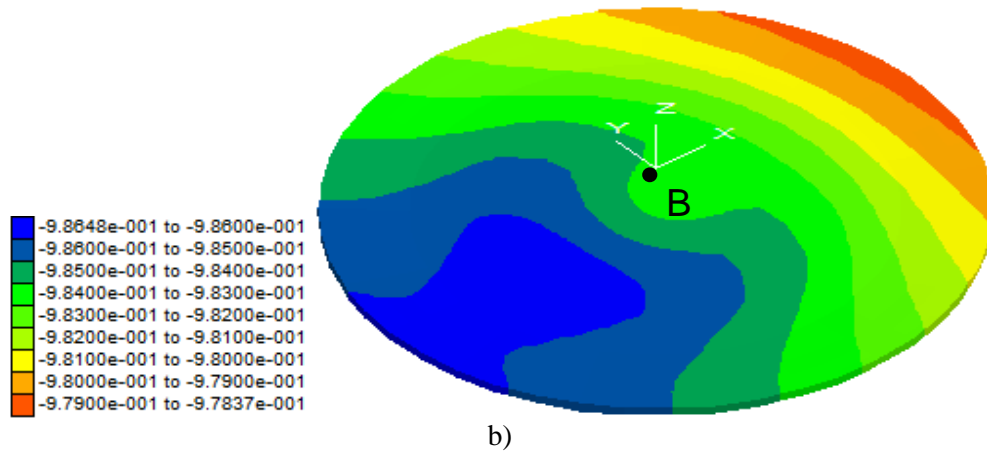 Z
Y X
B
-9.8648e-001 to -9.8600e-001
-9.8600e-001 to -9.8500e-001
-9.8500e-001 to -9.8400e-001
-9.8400e-001 to -9.8300e-001
-9.8300e-001 to -9.8200e-001
-9.8200e-001 to -9.8100e-001
-9.8100e-001 to -9.8000e-001
-9.8000e-001 to -9.7900e-001
-9.7900e-001 to -9.7837e-001
b)